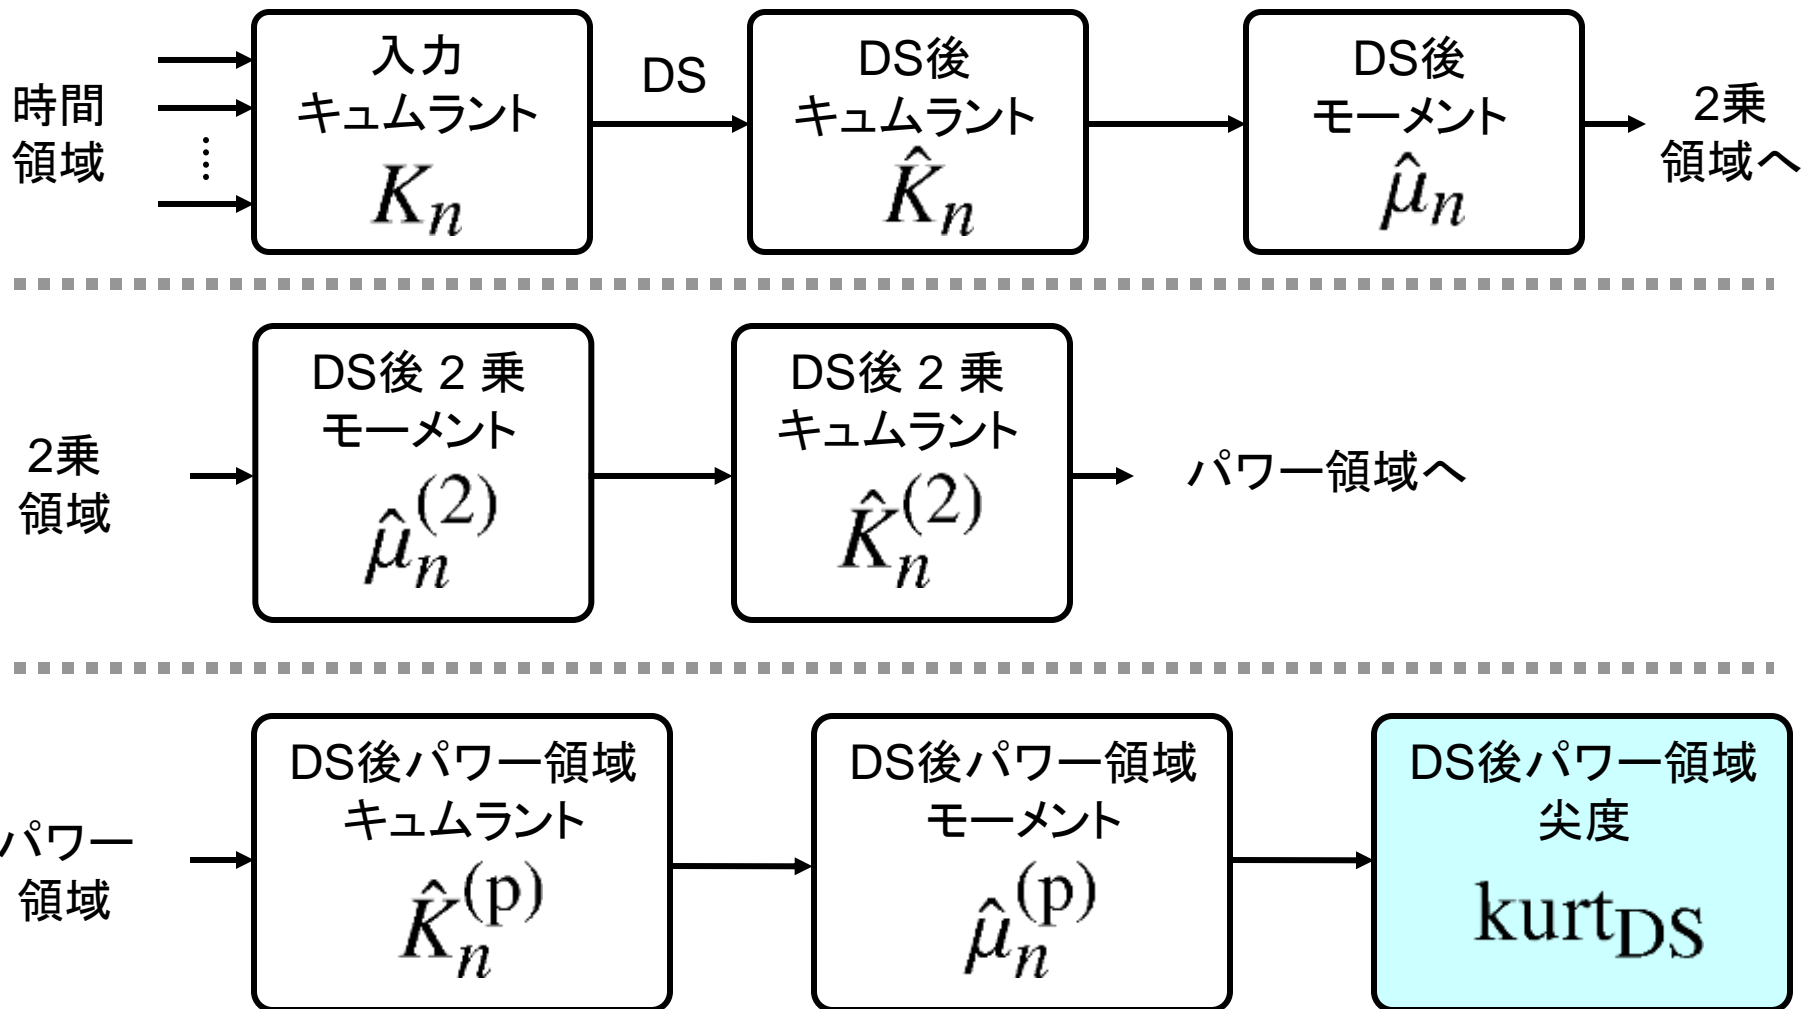 時間
領域
入力
キュムラント
K_n
DS
DS後
キュムラント
K̂_n
DS後
モーメント
μ̂_n
2乗
領域へ
2乗
領域
DS後 2 乗
モーメント
μ̂_n^(2)
DS後 2 乗
キュムラント
K̂_n^(2)
パワー領域へ
パワー
領域
DS後パワー領域
キュムラント
K̂_n^(p)
DS後パワー領域
モーメント
μ̂_n^(p)
DS後パワー領域
尖度
kurt_DS